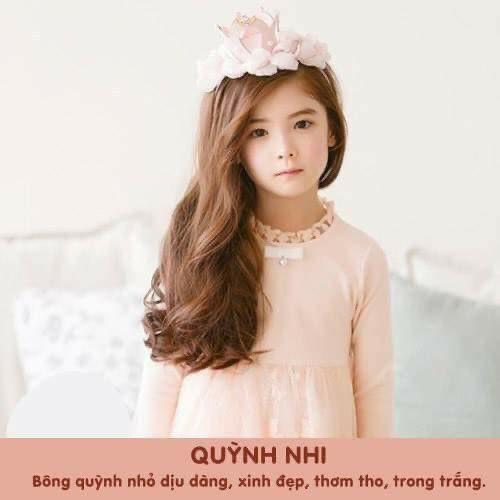 QUỲNH NHI
Bông quỳnh nhỏ dịu dàng, xinh đẹp, thơm tho, trong trắng.